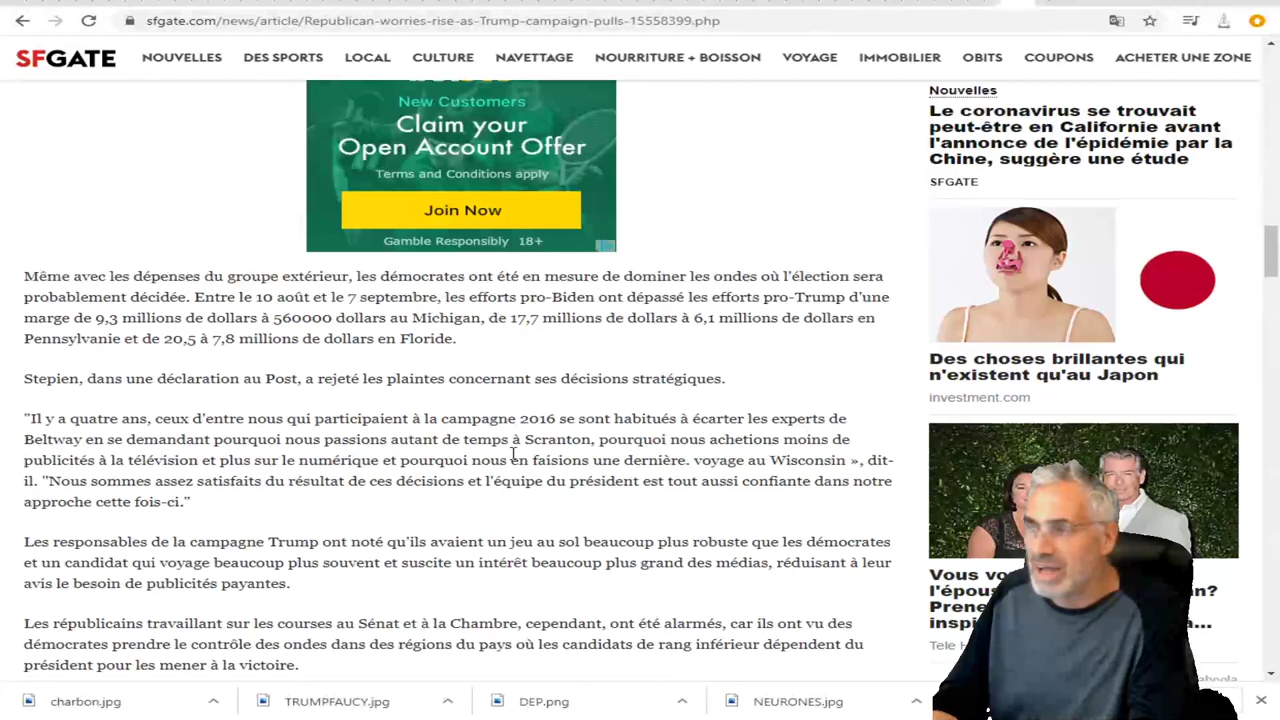 sfgate.com/news/article/Republican-worries-rise-as-Trump-campaign-pulls-15558399.php
SFGATE
NOUVELLES
DES SPORTS
LOCAL
CULTURE
NAVETTAGE
NOURRITURE + BOISSON
VOYAGE
IMMOBILIER
OBITS
COUPONS
ACHETER UNE ZONE
New Customers
Claim your
Open Account Offer
Terms and Conditions apply
Join Now
Gamble Responsibly 18+
Même avec les dépenses du groupe extérieur, les démocrates ont été en mesure de dominer les ondes où l'élection sera
probablement décidée. Entre le 10 août et le 7 septembre, les efforts pro-Biden ont dépassé les efforts pro-Trump d'une
marge de 9,3 millions de dollars à 560000 dollars au Michigan, de 17,7 millions de dollars à 6,1 millions de dollars en
Pennsylvanie et de 20,5 à 7,8 millions de dollars en Floride.
Stepien, dans une déclaration au Post, a rejeté les plaintes concernant ses décisions stratégiques.
"Il y a quatre ans, ceux d'entre nous qui participaient à la campagne 2016 se sont habitués à écarter les experts de
Beltway en se demandant pourquoi nous passions autant de temps à Scranton, pourquoi nous achetions moins de
publicités à la télévision et plus sur le numérique et pourquoi nous en faisions une dernière. voyage au Wisconsin », dit-
il. "Nous sommes assez satisfaits du résultat de ces décisions et l'équipe du président est tout aussi confiante dans notre
approche cette fois-ci."
Les responsables de la campagne Trump ont noté qu'ils avaient un jeu au sol beaucoup plus robuste que les démocrates
et un candidat qui voyage beaucoup plus souvent et suscite un intérêt beaucoup plus grand des médias, réduisant à leur
avis le besoin de publicités payantes.
Les républicains travaillant sur les courses au Sénat et à la Chambre, cependant, ont été alarmés, car ils ont vu des
démocrates prendre le contrôle des ondes dans des régions du pays où les candidats de rang inférieur dépendent du
président pour les mener à la victoire.
Nouvelles
Le coronavirus se trouvait
peut-être en Californie avant
l'annonce de l'épidémie par la
Chine, suggère une étude
SFGATE
Des choses brillantes qui
n'existent qu'au Japon
investment.com
Vous
l'épous
Prene
inspi
Tele
charbon.jpg
TRUMPFAUCY.jpg
DEP.png
NEURONES.jpg